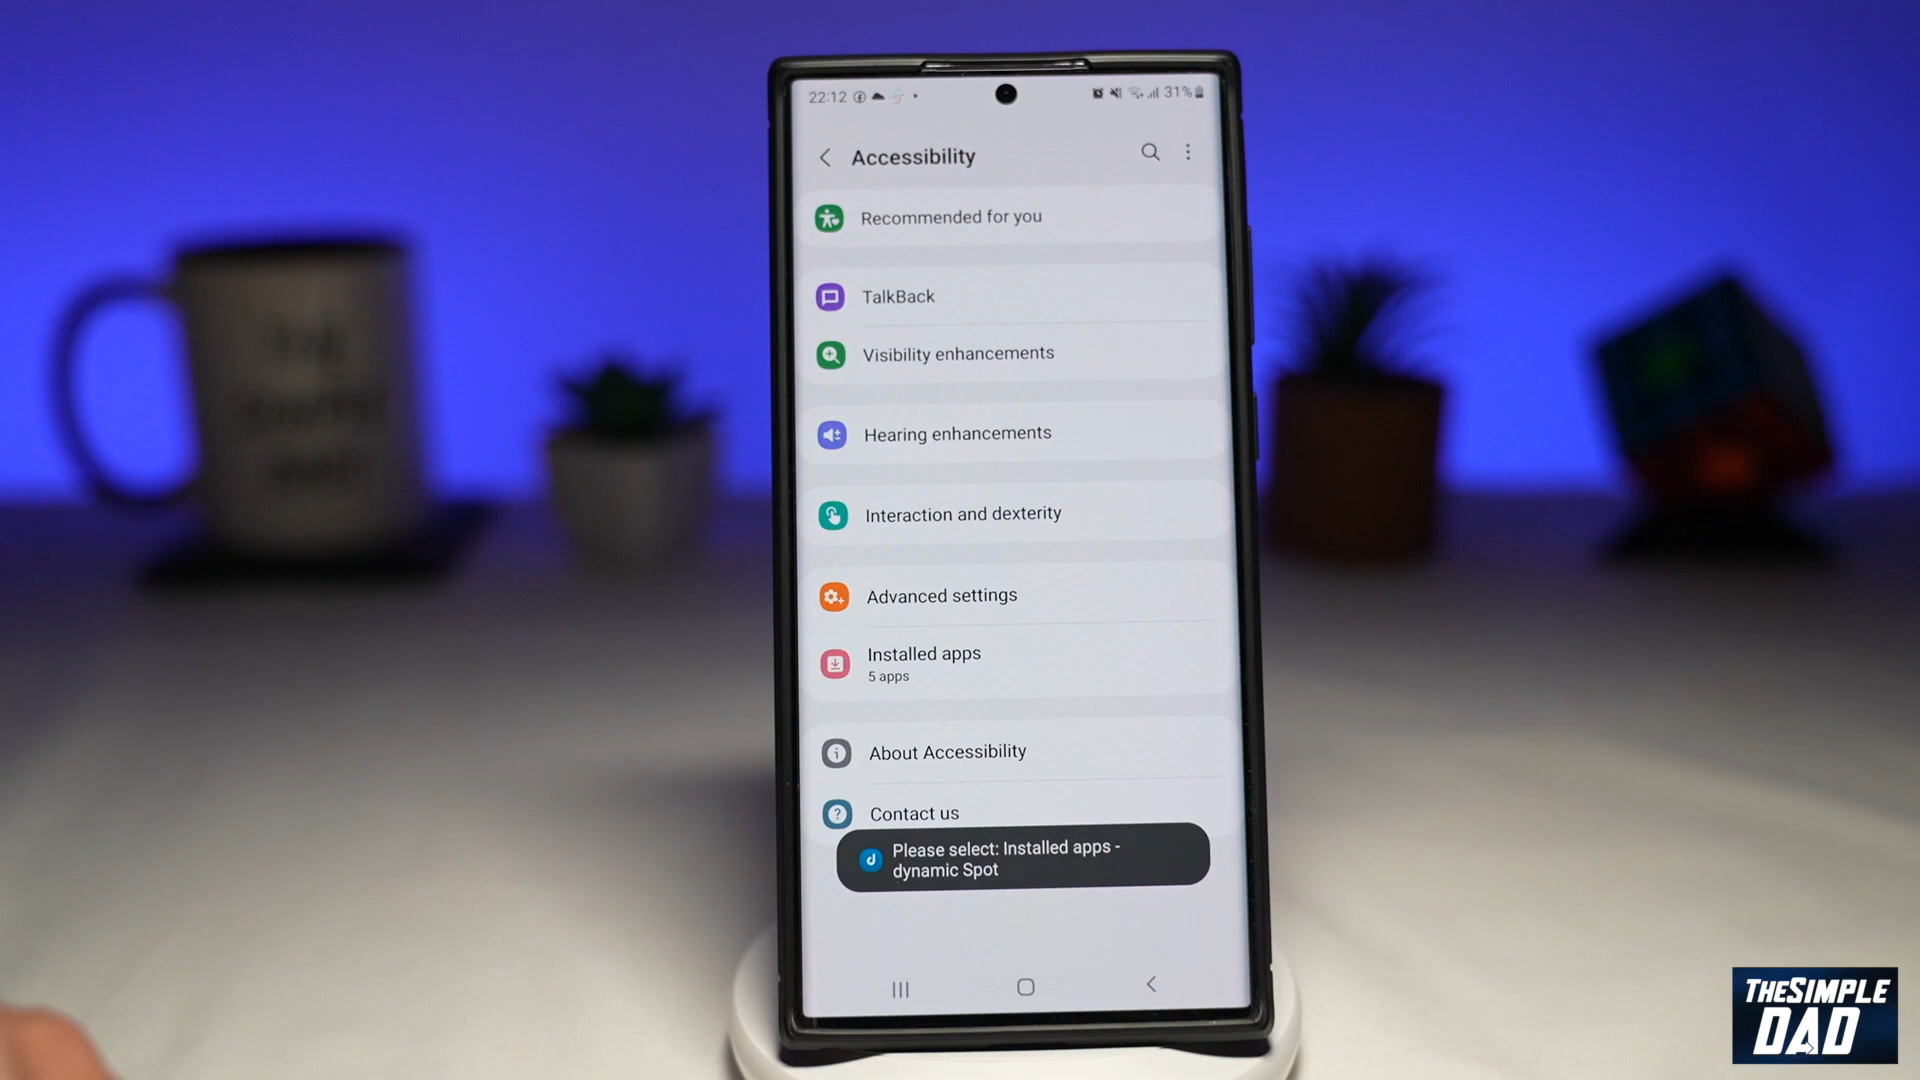 22:12
31%
Accessibility
Recommended for you
TalkBack
Visibility enhancements
Hearing enhancements
Interaction and dexterity
Advanced settings
Installed apps
5 apps
About Accessibility
Contact us
Please select: Installed apps -
dynamic Spot
THESIMPLE
DAD